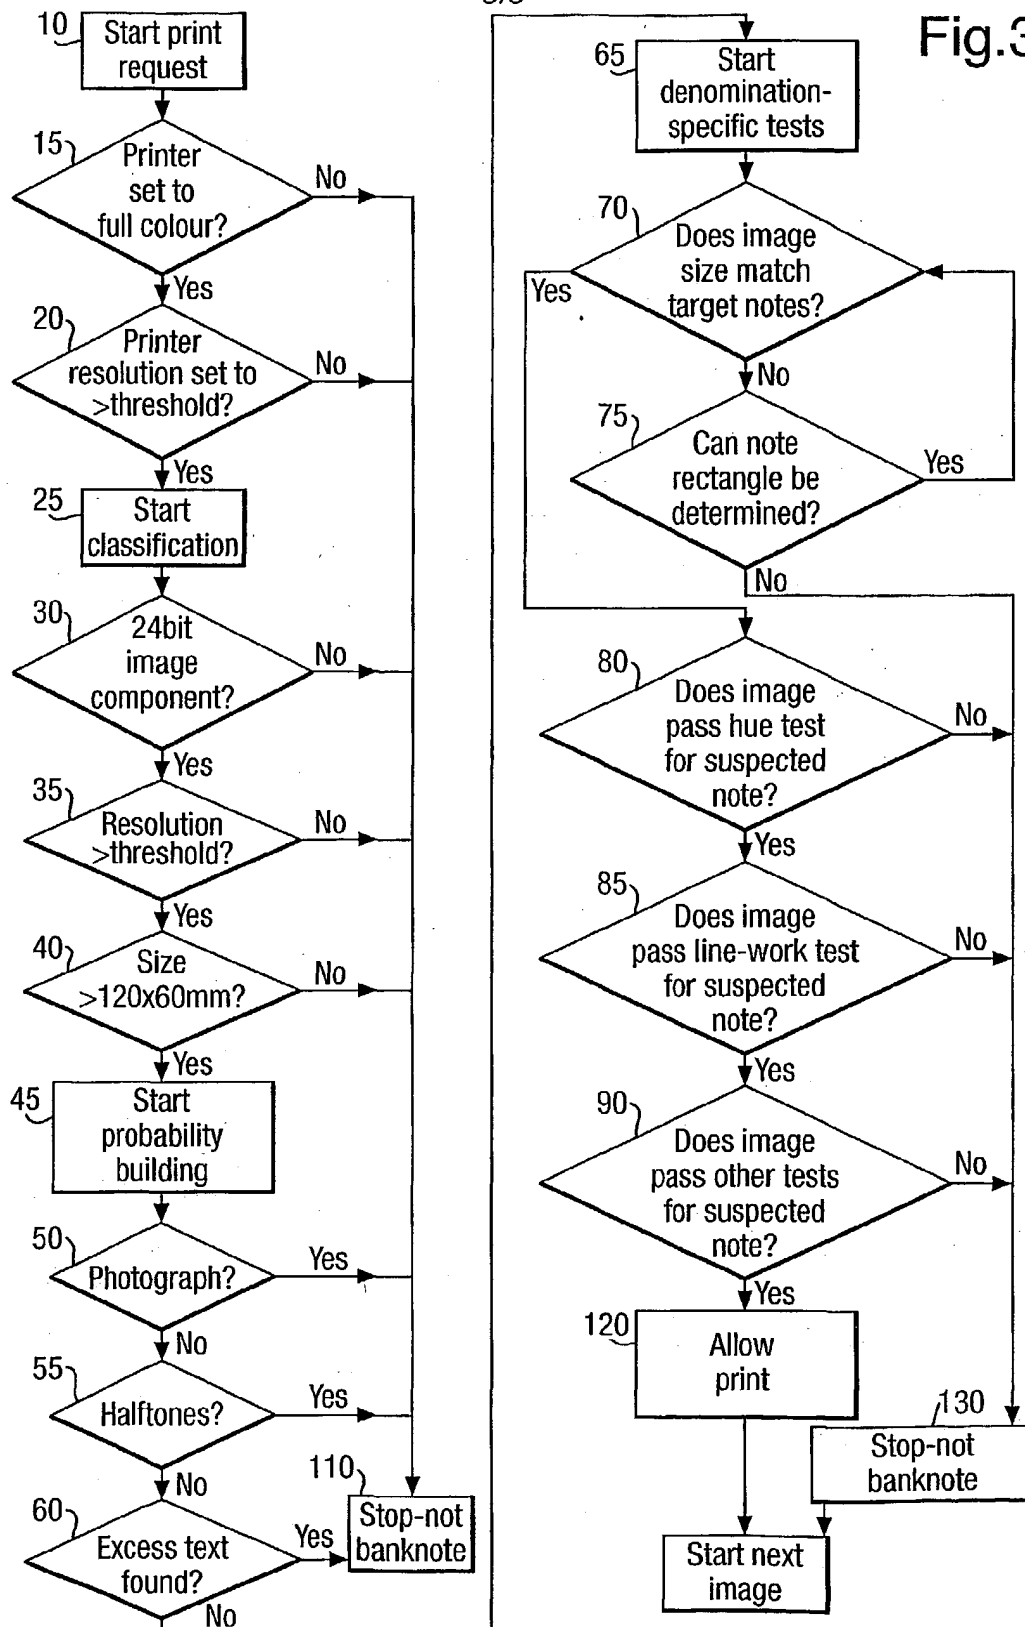 Fig.3
10
Start print
request
15
Printer
set to
full colour?
No
Yes
20
Printer
resolution set to
>threshold?
No
Yes
25
Start
classification
30
24bit
image
component?
No
Yes
35
Resolution
>threshold?
No
Yes
40
Size
>120x60mm?
No
Yes
45
Start
probability
building
50
Photograph?
Yes
No
55
Halftones?
Yes
No
60
Excess text
found?
Yes
No
110
Stop-not
banknote
65
Start
denomination-
specific tests
70
Does image
size match
target notes?
Yes
No
75
Can note
rectangle be
determined?
Yes
No
80
Does image
pass hue test
for suspected
note?
No
Yes
85
Does image
pass line-work test
for suspected
note?
No
Yes
90
Does image
pass other tests
for suspected
note?
No
Yes
120
Allow
print
130
Stop-not
banknote
Start next
image